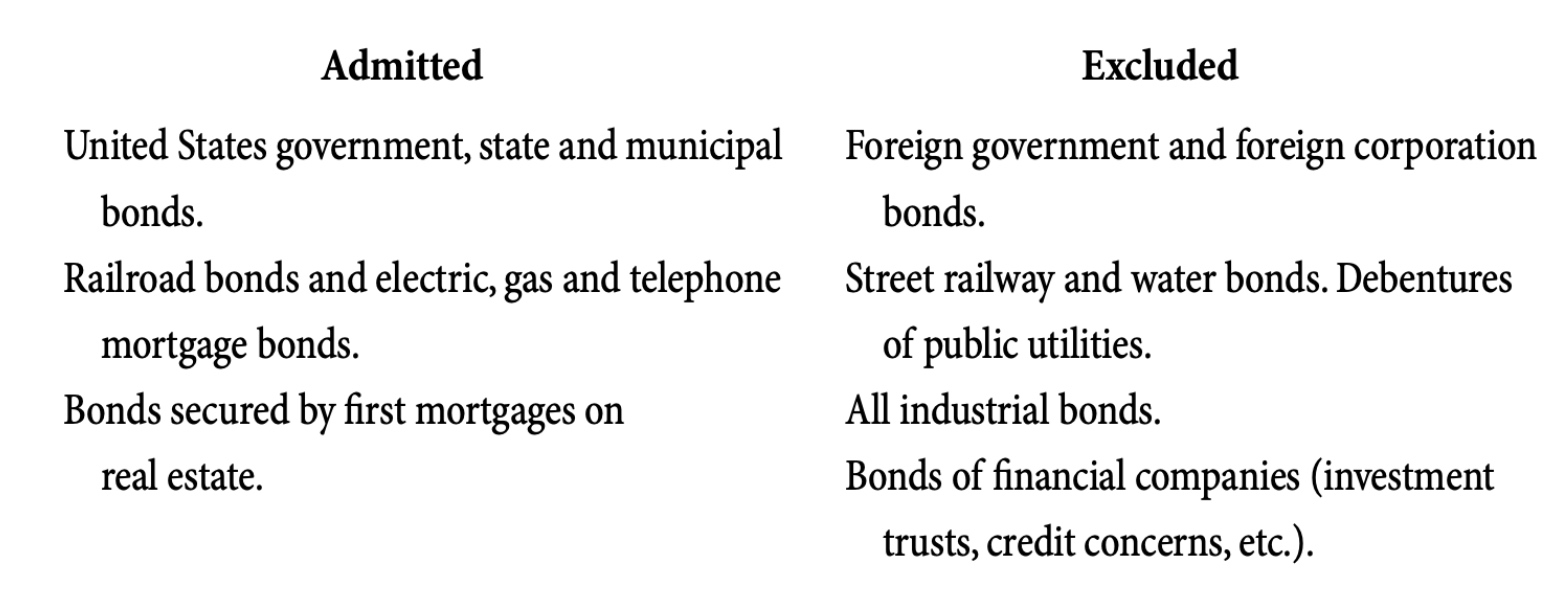 Admitted
United States government, state and municipal
bonds.
Railroad bonds and electric, gas and telephone
mortgage bonds.
Bonds secured by first mortgages on
real estate.
Excluded
Foreign government and foreign corporation
bonds.
Street railway and water bonds. Debentures
of public utilities.
All industrial bonds.
Bonds of financial companies (investment
trusts, credit concerns, etc.).